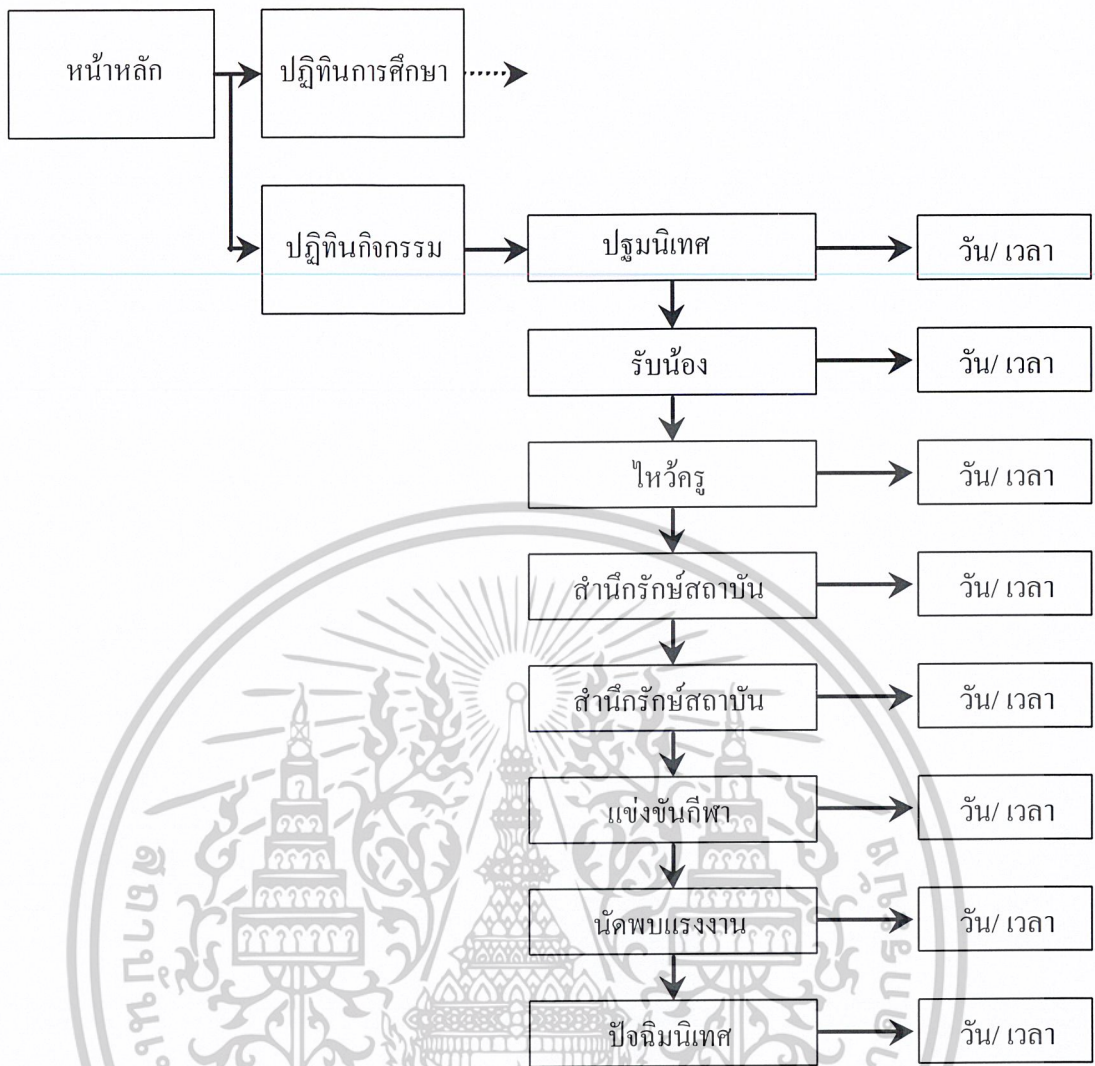 หน้าหลัก
ปฏิทินการศึกษา
ปฏิทินกิจกรรม
ปฐมนิเทศ
วัน/ เวลา
รับน้อง
วัน/ เวลา
ไหว้ครู
วัน/ เวลา
สำนึกรักษ์สถาบัน
วัน/ เวลา
สำนึกรักษ์สถาบัน
วัน/ เวลา
แข่งขันกีฬา
วัน/ เวลา
นัดพบแรงงาน
วัน/ เวลา
ปัจฉิมนิเทศ
วัน/ เวลา